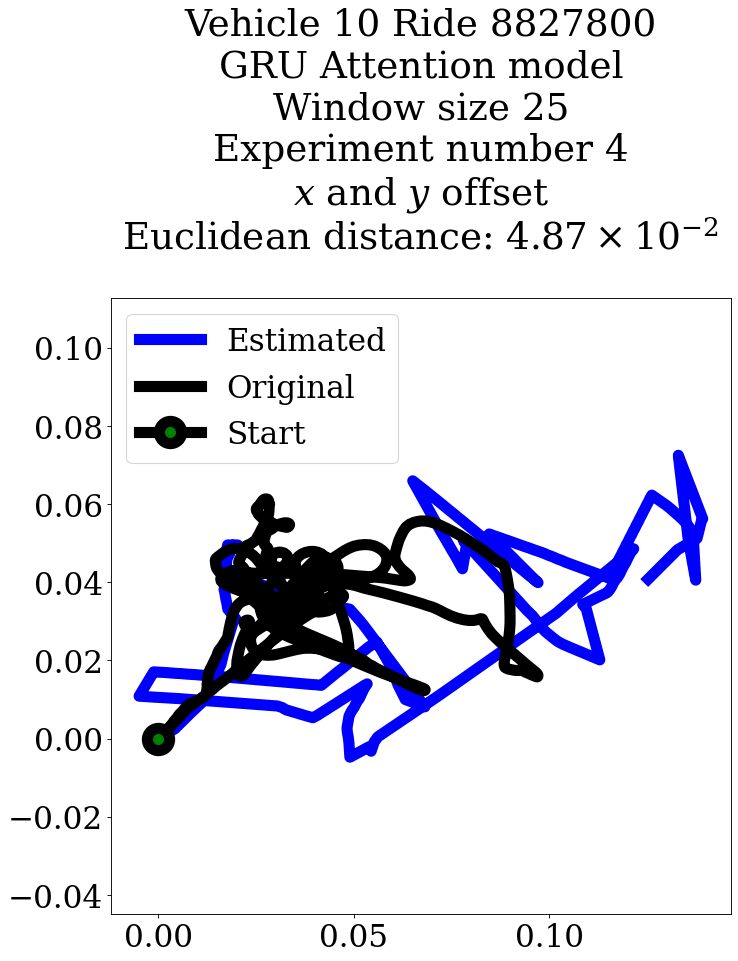 Vehicle 10 Ride 8827800
GRU Attention model
Window size 25
Experiment number 4
x and y offset
Euclidean distance: 4.87 × 10⁻²
Estimated
Original
Start
0.10
0.08
0.06
0.04
0.02
0.00
−0.02
−0.04
0.00 0.05 0.10